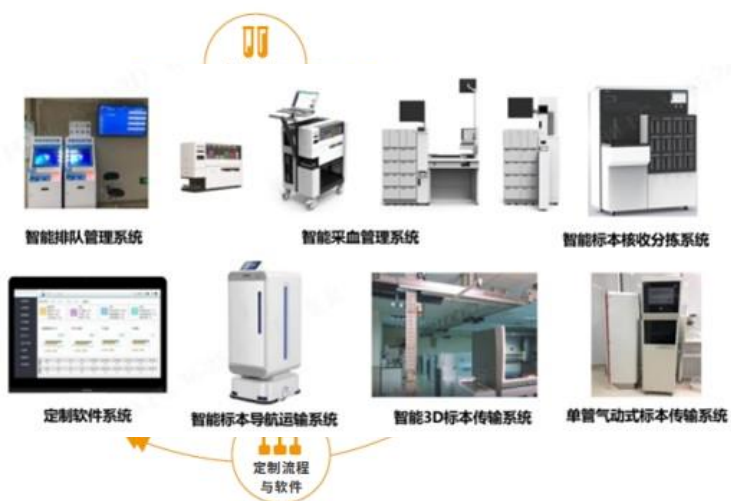 智能排队管理系统
智能采血管理系统
智能标本核收分拣系统
定制软件系统
智能标本导航运输系统
智能3D标本传输系统
单管气动式标本传输系统
定制流程
与软件